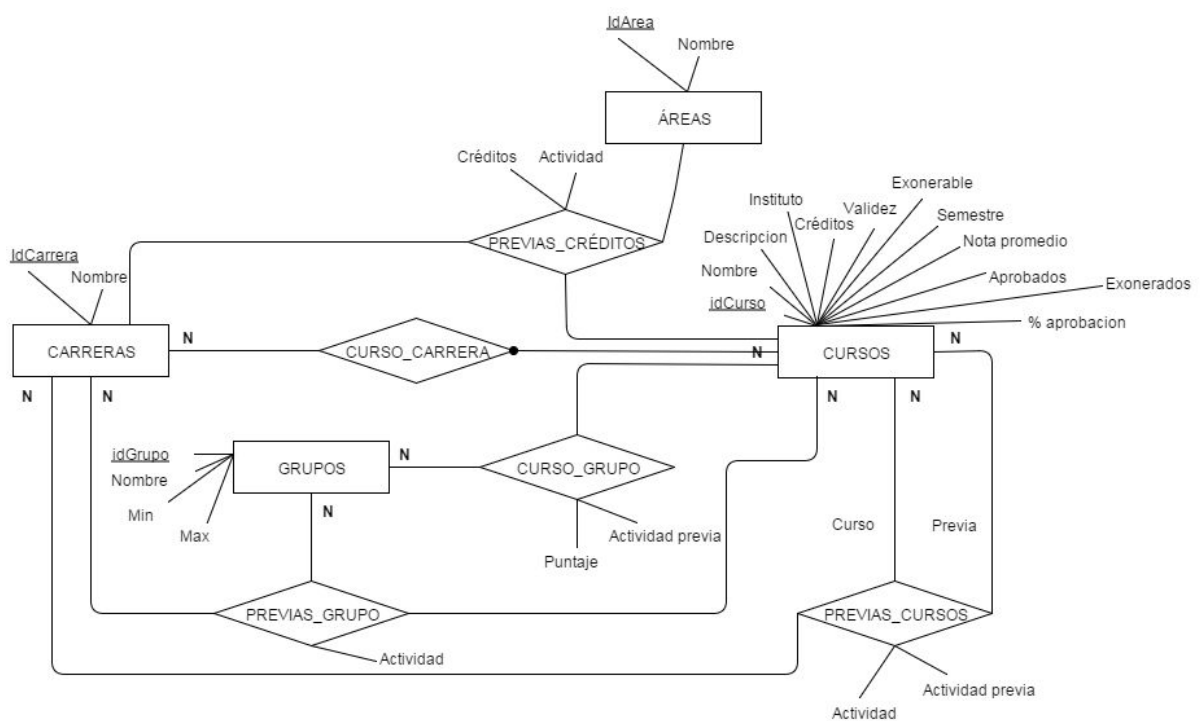 IdArea
Nombre
ÁREAS
Créditos
Actividad
PREVIAS_CRÉDITOS
Exonerable
Instituto
Validez
Créditos
Semestre
Descripcion
Nota promedio
Nombre
Aprobados
Exonerados
idCurso
% aprobacion
IdCarrera
Nombre
CARRERAS
N
CURSO_CARRERA
N
CURSOS
N
N
N
N
N
idGrupo
Nombre
Min
Max
GRUPOS
N
N
CURSO_GRUPO
Actividad previa
Puntaje
Curso
Previa
PREVIAS_GRUPO
Actividad
PREVIAS_CURSOS
Actividad previa
Actividad